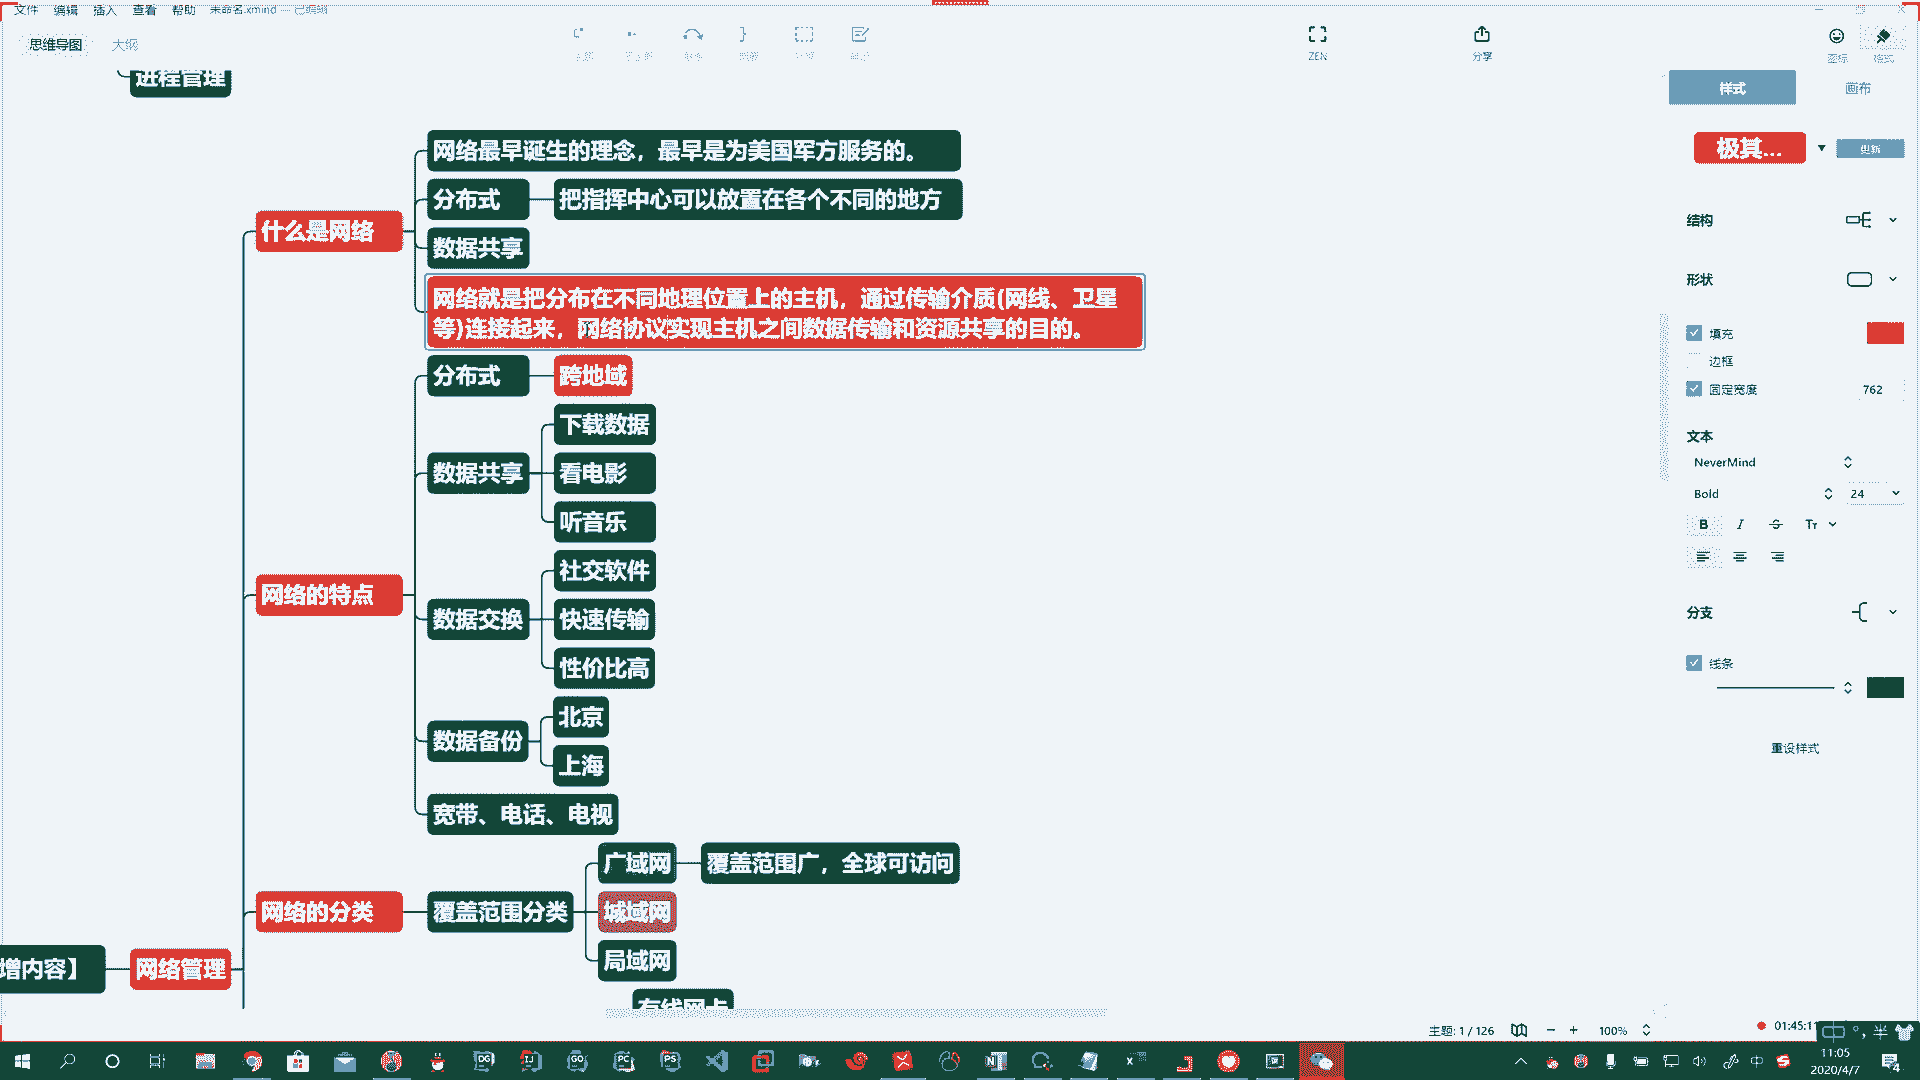 文件 编辑 插入 查看 帮助 未命名.xmind — 已编辑
思维导图 大纲
ZEN
分享
图标
格式
样式
画布
进程管理
网络最早诞生的理念，最早是为美国军方服务的。
极其...
更新
分布式 把指挥中心可以放置在各个不同的地方
什么是网络
结构
数据共享
形状
网络就是把分布在不同地理位置上的主机，通过传输介质(网线、卫星
等)连接起来，网络协议实现主机之间数据传输和资源共享的目的。
填充
边框
分布式 跨地域
固定宽度 762
下载数据
文本
数据共享 看电影
NeverMind
Bold 24
听音乐
B I S Tт
社交软件
网络的特点
数据交换 快速传输
分支
性价比高
线条
北京
数据备份
重设样式
上海
宽带、电话、电视
广域网 覆盖范围广，全球可访问
网络的分类 覆盖范围分类 城域网
局域网
增内容】 网络管理
有线网卡
主题: 1 / 126
100%
01:45:11
半
中
11:05
2020/4/7